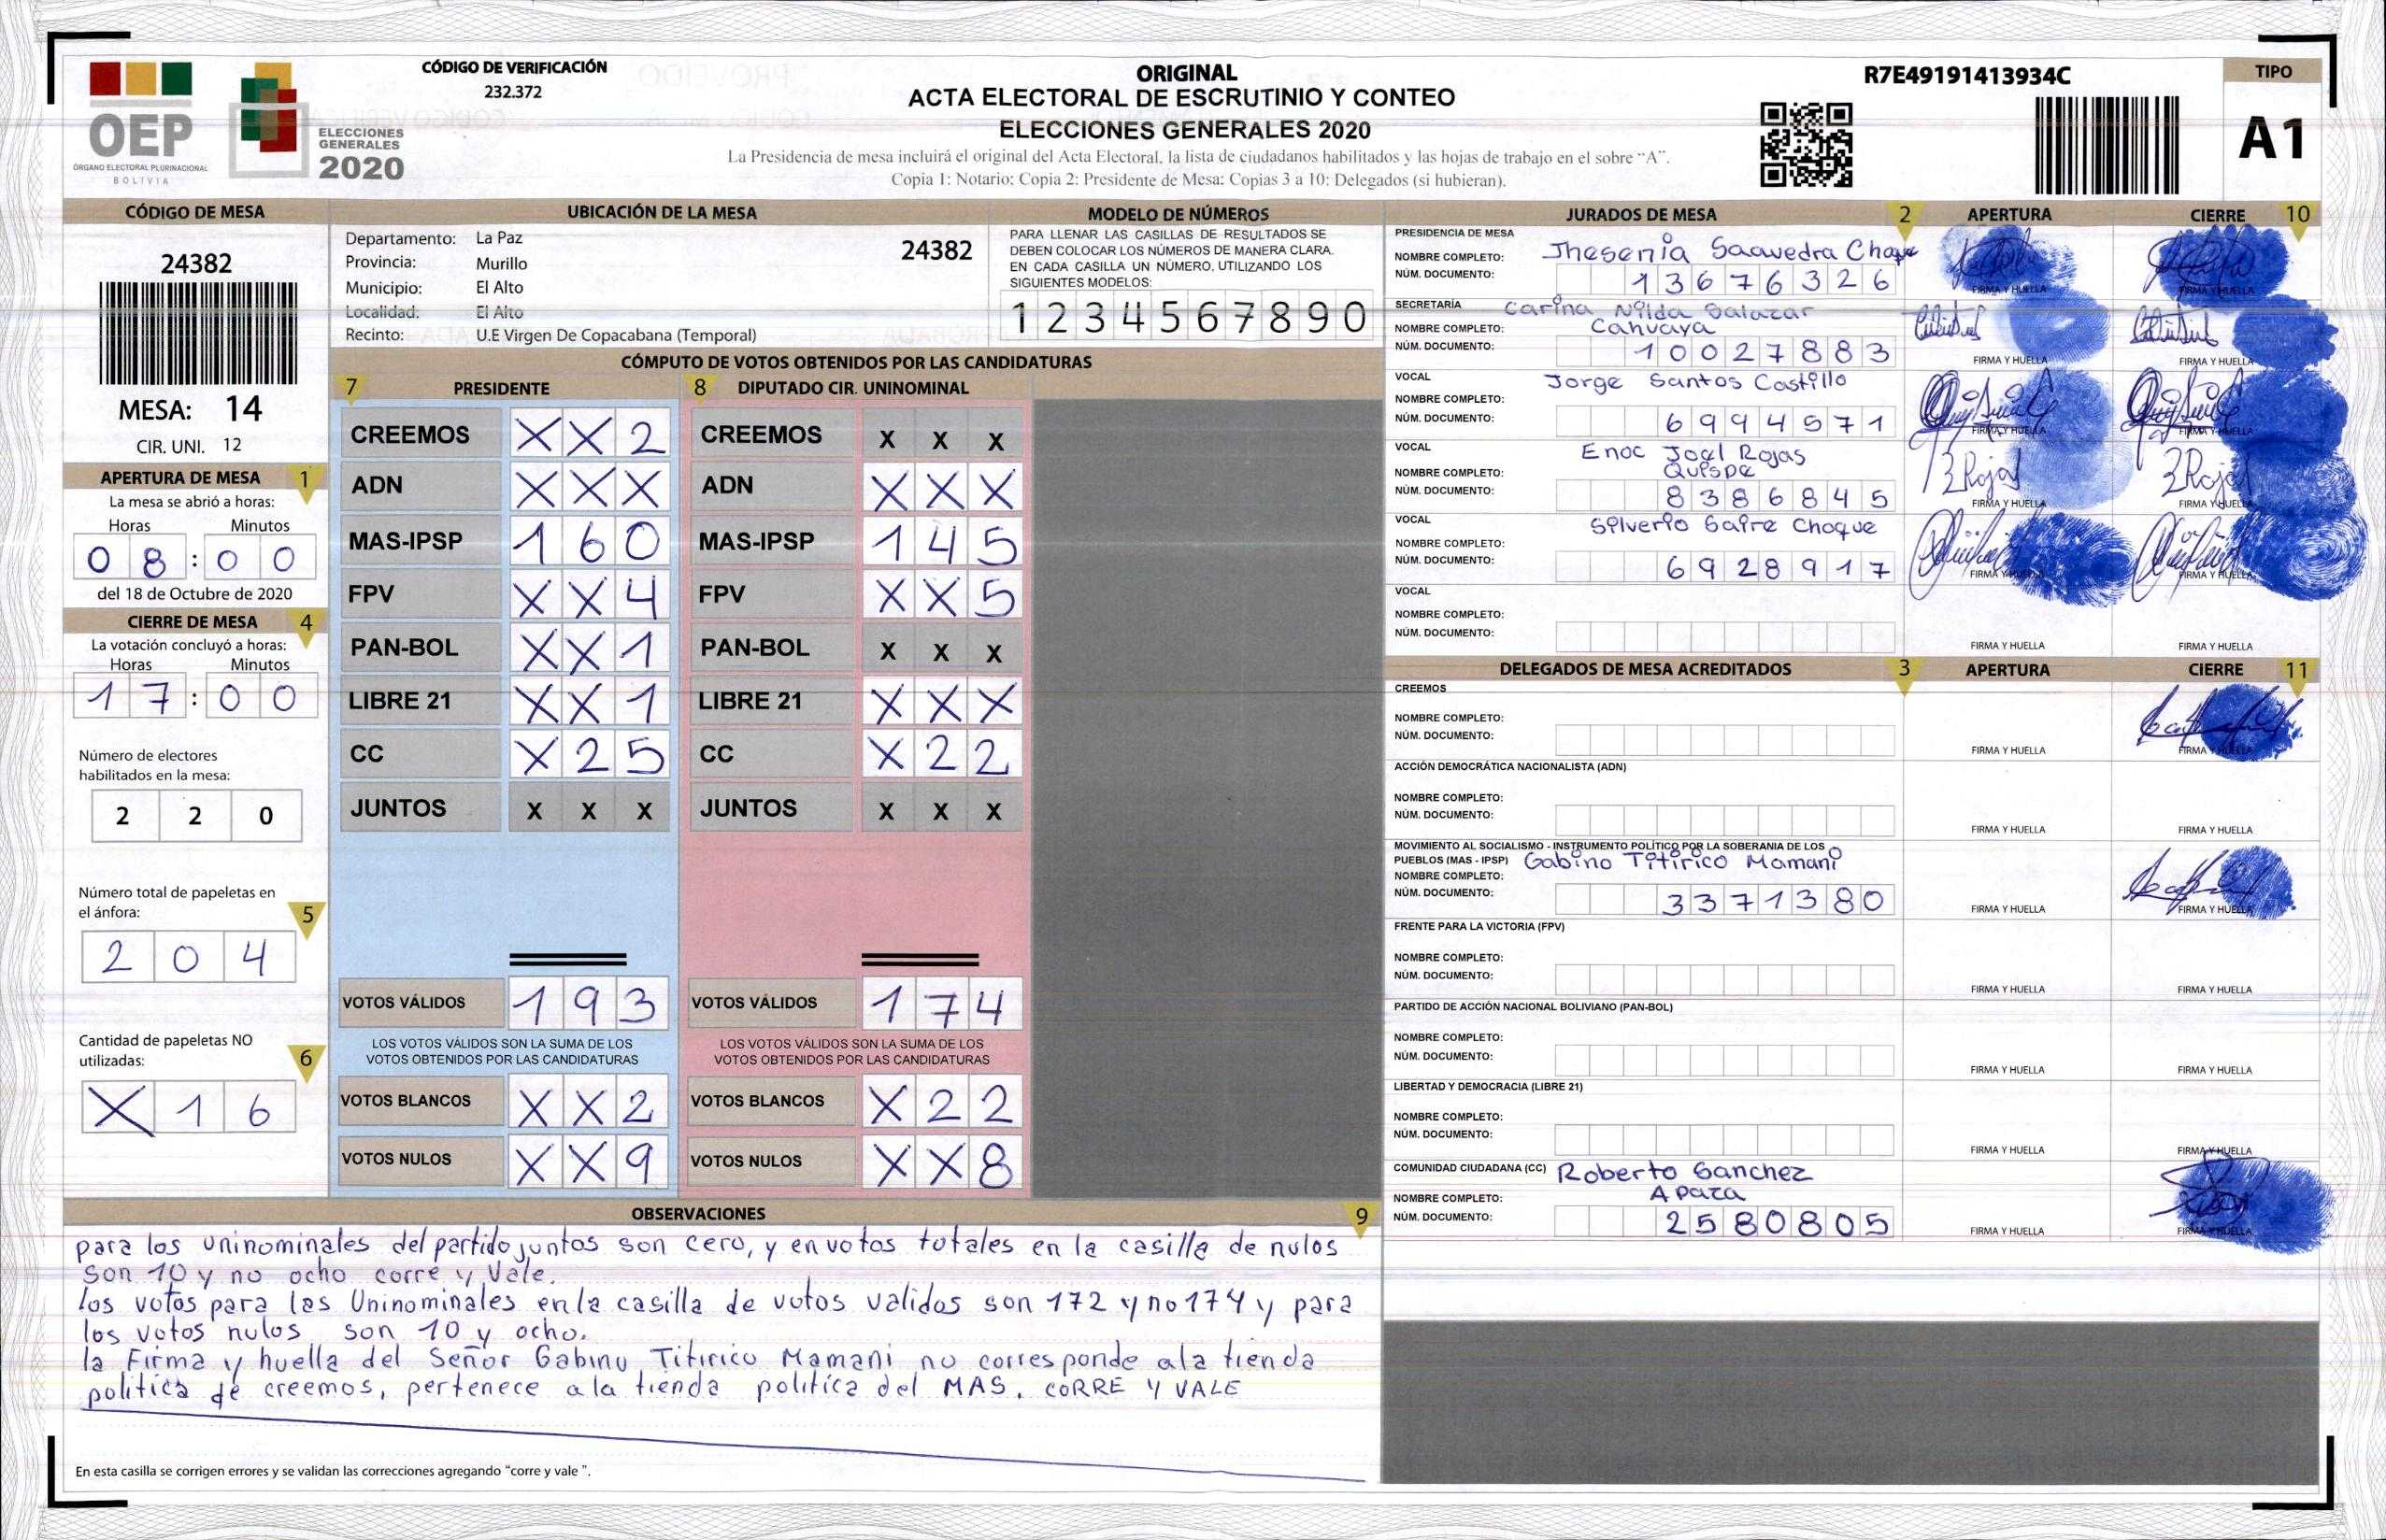 CÓDIGO DE VERIFICACIÓN
232.372
OEP
ÓRGANO ELECTORAL PLURINACIONAL
BOLIVIA
ELECCIONES
GENERALES
2020
ORIGINAL
ACTA ELECTORAL DE ESCRUTINIO Y CONTEO
ELECCIONES GENERALES 2020
La Presidencia de mesa incluirá el original del Acta Electoral, la lista de ciudadanos habilitados y las hojas de trabajo en el sobre "A".
Copia 1: Notario; Copia 2: Presidente de Mesa; Copias 3 a 10: Delegados (si hubieran).
R7E49191413934C
TIPO
A1
CÓDIGO DE MESA
24382
MESA: 14
CIR. UNI. 12
APERTURA DE MESA 1
La mesa se abrió a horas:
Horas Minutos
0 8 : 0 0
del 18 de Octubre de 2020
CIERRE DE MESA 4
La votación concluyó a horas:
Horas Minutos
1 7 : 0 0
Número de electores
habilitados en la mesa:
2 2 0
Número total de papeletas en
el ánfora: 5
2 0 4
Cantidad de papeletas NO
utilizadas: 6
X 1 6
UBICACIÓN DE LA MESA
Departamento: La Paz
24382
Provincia: Murillo
Municipio: El Alto
Localidad: El Alto
Recinto: U.E Virgen De Copacabana (Temporal)
MODELO DE NÚMEROS
PARA LLENAR LAS CASILLAS DE RESULTADOS SE
DEBEN COLOCAR LOS NÚMEROS DE MANERA CLARA.
EN CADA CASILLA UN NÚMERO, UTILIZANDO LOS
SIGUIENTES MODELOS:
1 2 3 4 5 6 7 8 9 0
CÓMPUTO DE VOTOS OBTENIDOS POR LAS CANDIDATURAS
7 PRESIDENTE
CREEMOS X X 2
ADN X X X
MAS-IPSP 1 6 0
FPV X X 4
PAN-BOL X X 1
LIBRE 21 X X 1
CC X 2 5
JUNTOS X X X
VOTOS VÁLIDOS 1 9 3
LOS VOTOS VÁLIDOS SON LA SUMA DE LOS
VOTOS OBTENIDOS POR LAS CANDIDATURAS
VOTOS BLANCOS X X 2
VOTOS NULOS X X 9
8 DIPUTADO CIR. UNINOMINAL
CREEMOS X X X
ADN X X X
MAS-IPSP 1 4 5
FPV X X 5
PAN-BOL X X X
LIBRE 21 X X X
CC X 2 2
JUNTOS X X X
VOTOS VÁLIDOS 1 7 4
LOS VOTOS VÁLIDOS SON LA SUMA DE LOS
VOTOS OBTENIDOS POR LAS CANDIDATURAS
VOTOS BLANCOS X 2 2
VOTOS NULOS X X 8
OBSERVACIONES 9
para los uninominales del partido juntos son cero, y en votos totales en la casilla de nulos
son 10 y no ocho corre y Vale.
los votos para las Uninominales en la casilla de votos validos son 172 y no 174 y para
los votos nulos son 10 y ocho.
la Firma y huella del Señor Gabino Titirico Mamani no corresponde a la tienda
politica de creemos, pertenece a la tienda politica del MAS. CORRE Y VALE
En esta casilla se corrigen errores y se validan las correcciones agregando "corre y vale ".
JURADOS DE MESA 2 APERTURA CIERRE 10
PRESIDENCIA DE MESA
NOMBRE COMPLETO: Jhesenia Saavedra Choque
NÚM. DOCUMENTO: 1 3 6 7 6 3 2 6
FIRMA Y HUELLA FIRMA Y HUELLA
SECRETARÍA Carina Nilda Salazar
NOMBRE COMPLETO: Cahuaya
NÚM. DOCUMENTO: 1 0 0 2 7 8 8 3
FIRMA Y HUELLA FIRMA Y HUELLA
VOCAL Jorge Santos Castillo
NOMBRE COMPLETO:
NÚM. DOCUMENTO: 6 9 9 4 5 7 1
FIRMA Y HUELLA FIRMA Y HUELLA
VOCAL Enoc Joel Rojas
NOMBRE COMPLETO: Quispe
NÚM. DOCUMENTO: 8 3 8 6 8 4 5
FIRMA Y HUELLA FIRMA Y HUELLA
VOCAL Silverio Saire Choque
NOMBRE COMPLETO:
NÚM. DOCUMENTO: 6 9 2 8 9 1 7
FIRMA Y HUELLA FIRMA Y HUELLA
VOCAL
NOMBRE COMPLETO:
NÚM. DOCUMENTO:
FIRMA Y HUELLA FIRMA Y HUELLA
DELEGADOS DE MESA ACREDITADOS 3 APERTURA CIERRE 11
CREEMOS
NOMBRE COMPLETO:
NÚM. DOCUMENTO:
FIRMA Y HUELLA FIRMA Y HUELLA
ACCIÓN DEMOCRÁTICA NACIONALISTA (ADN)
NOMBRE COMPLETO:
NÚM. DOCUMENTO:
FIRMA Y HUELLA FIRMA Y HUELLA
MOVIMIENTO AL SOCIALISMO - INSTRUMENTO POLÍTICO POR LA SOBERANIA DE LOS
PUEBLOS (MAS - IPSP) Gabino Titirico Mamani
NOMBRE COMPLETO:
NÚM. DOCUMENTO: 3 3 7 1 3 8 0
FIRMA Y HUELLA FIRMA Y HUELLA
FRENTE PARA LA VICTORIA (FPV)
NOMBRE COMPLETO:
NÚM. DOCUMENTO:
FIRMA Y HUELLA FIRMA Y HUELLA
PARTIDO DE ACCIÓN NACIONAL BOLIVIANO (PAN-BOL)
NOMBRE COMPLETO:
NÚM. DOCUMENTO:
FIRMA Y HUELLA FIRMA Y HUELLA
LIBERTAD Y DEMOCRACIA (LIBRE 21)
NOMBRE COMPLETO:
NÚM. DOCUMENTO:
FIRMA Y HUELLA FIRMA Y HUELLA
COMUNIDAD CIUDADANA (CC) Roberto Sanchez
NOMBRE COMPLETO: Apaza
NÚM. DOCUMENTO: 2 5 8 0 8 0 5
FIRMA Y HUELLA FIRMA Y HUELLA